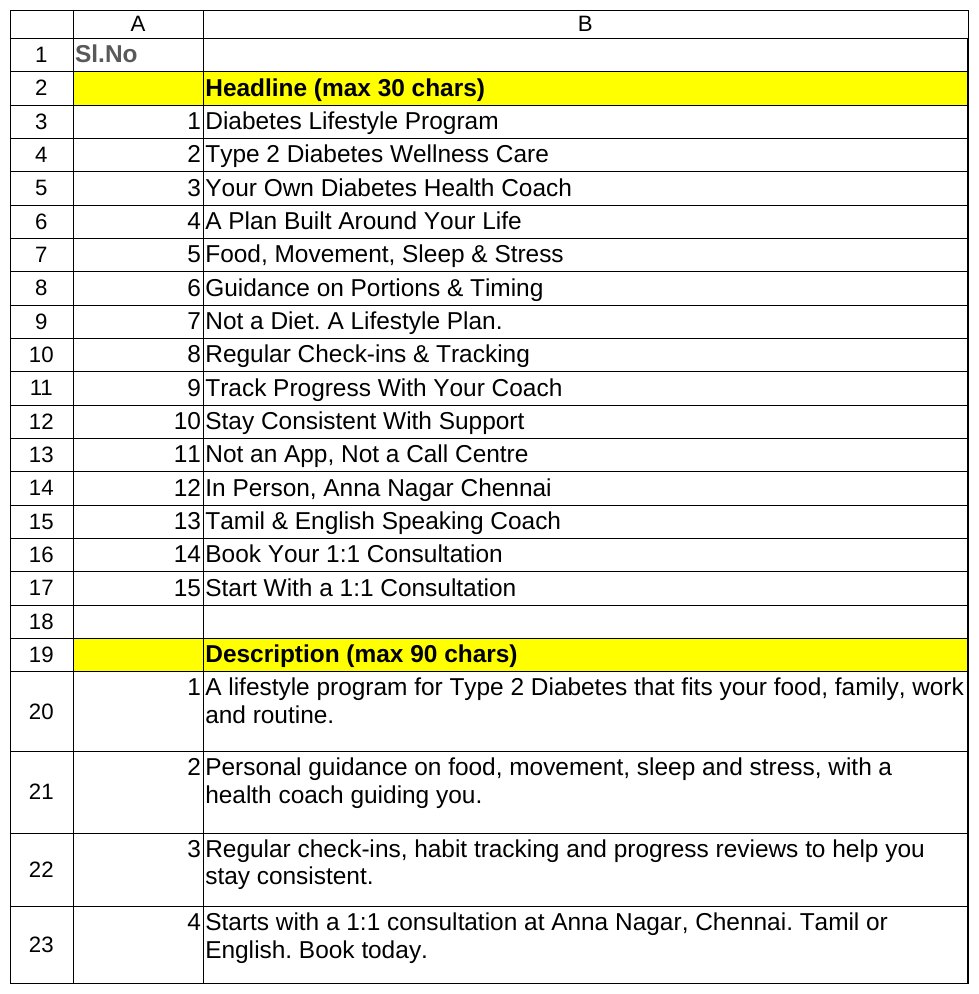 A B
1 Sl.No
2 Headline (max 30 chars)
3 1 Diabetes Lifestyle Program
4 2 Type 2 Diabetes Wellness Care
5 3 Your Own Diabetes Health Coach
6 4 A Plan Built Around Your Life
7 5 Food, Movement, Sleep & Stress
8 6 Guidance on Portions & Timing
9 7 Not a Diet. A Lifestyle Plan.
10 8 Regular Check-ins & Tracking
11 9 Track Progress With Your Coach
12 10 Stay Consistent With Support
13 11 Not an App, Not a Call Centre
14 12 In Person, Anna Nagar Chennai
15 13 Tamil & English Speaking Coach
16 14 Book Your 1:1 Consultation
17 15 Start With a 1:1 Consultation
18
19 Description (max 90 chars)
20 1 A lifestyle program for Type 2 Diabetes that fits your food, family, work
and routine.
21 2 Personal guidance on food, movement, sleep and stress, with a
health coach guiding you.
22 3 Regular check-ins, habit tracking and progress reviews to help you
stay consistent.
23 4 Starts with a 1:1 consultation at Anna Nagar, Chennai. Tamil or
English. Book today.